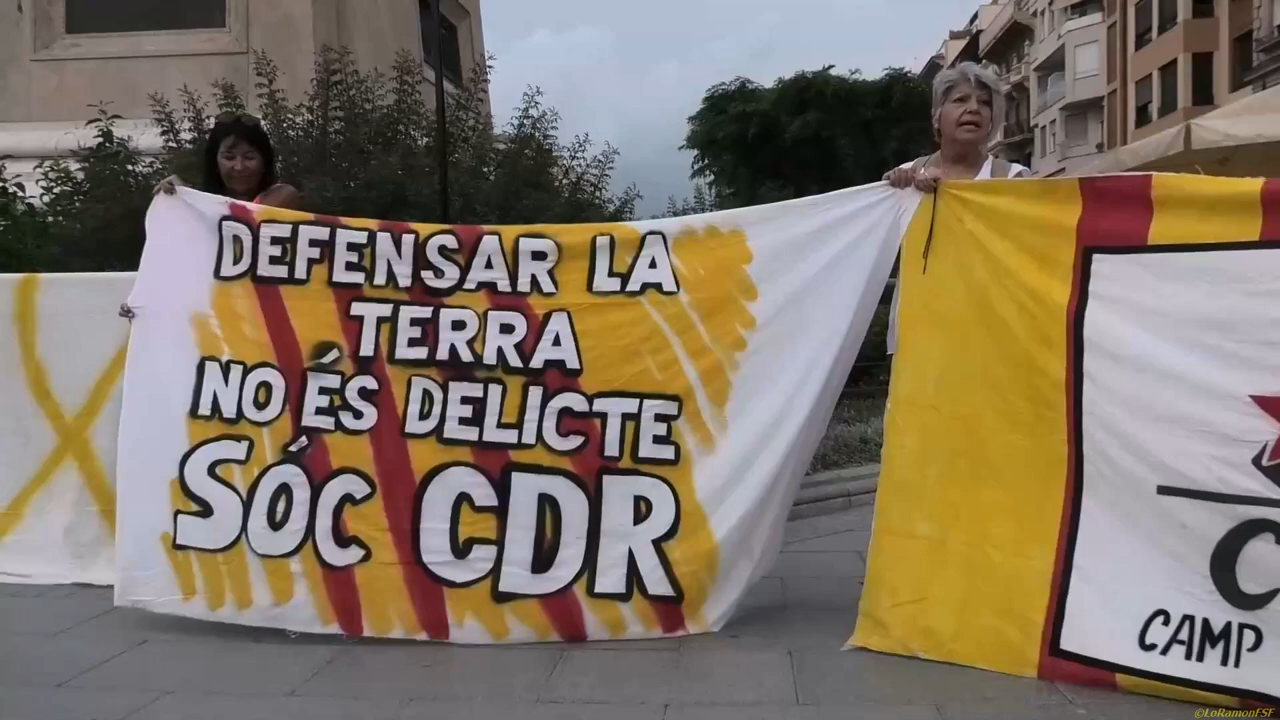 DEFENSAR LA
TERRA
NO ÉS DELICTE
SÓC CDR
C
CAMP
©LoRamonFSF